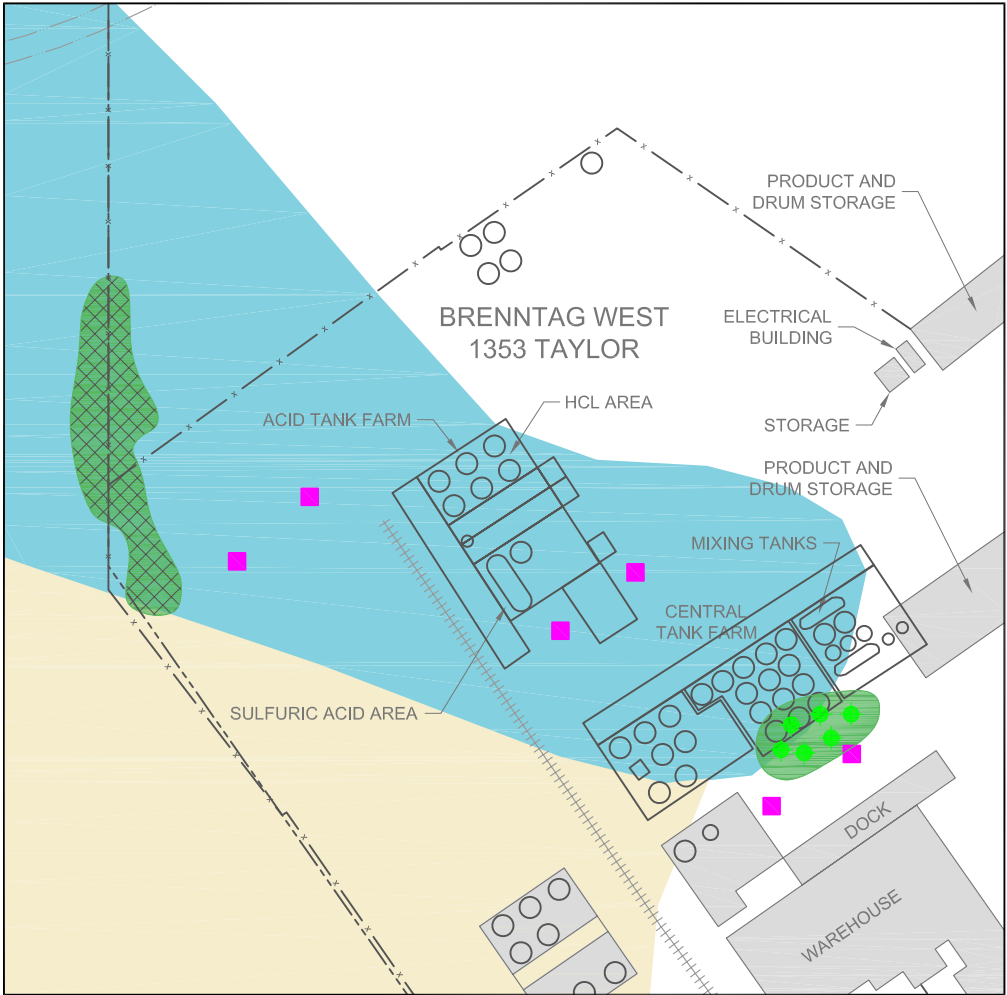 PRODUCT AND
DRUM STORAGE
BRENNTAG WEST
1353 TAYLOR
ELECTRICAL
BUILDING
HCL AREA
ACID TANK FARM
STORAGE
PRODUCT AND
DRUM STORAGE
MIXING TANKS
CENTRAL
TANK FARM
SULFURIC ACID AREA
DOCK
WAREHOUSE